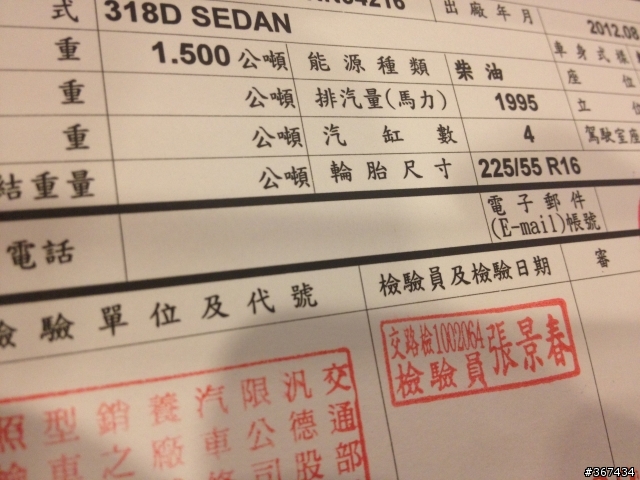 式 318D SEDAN 出廠年月 2012.08
重 1.500 公噸 能源種類 柴油
重 公噸 排汽量(馬力) 1995 座位
重 公噸 汽缸數 4 立位
結重量 公噸 輪胎尺寸 225/55 R16 駕駛室座
電話 電子郵件
(E-mail)帳號
檢驗單位及代號 檢驗員及檢驗日期 審
交路檢1002064
檢驗員 張景春
交通部
汎德股
限公司
汽車
養廠
銷之
型車
照
#367434